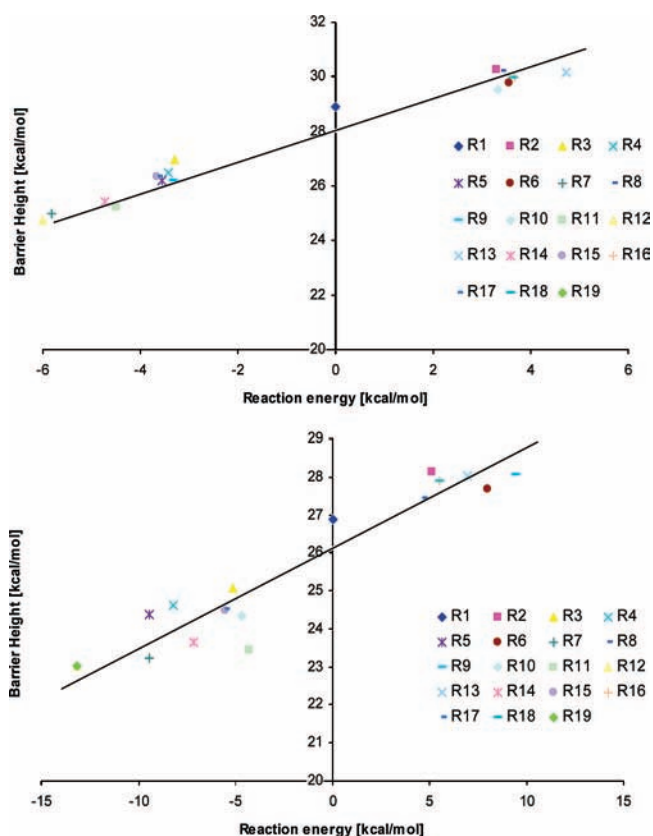 32
30
28
26
24
22
20
Barrier Height [kcal/mol]
R1 R2 R3 R4
R5 R6 R7 R8
R9 R10 R11 R12
R13 R14 R15 R16
R17 R18 R19
-6 -4 -2 0 2 4 6
Reaction energy [kcal/mol]
29
28
27
26
25
24
23
22
21
20
Barrier Height [kcal/mol]
R1 R2 R3 R4
R5 R6 R7 R8
R9 R10 R11 R12
R13 R14 R15 R16
R17 R18 R19
-15 -10 -5 0 5 10 15
Reaction energy [kcal/mol]